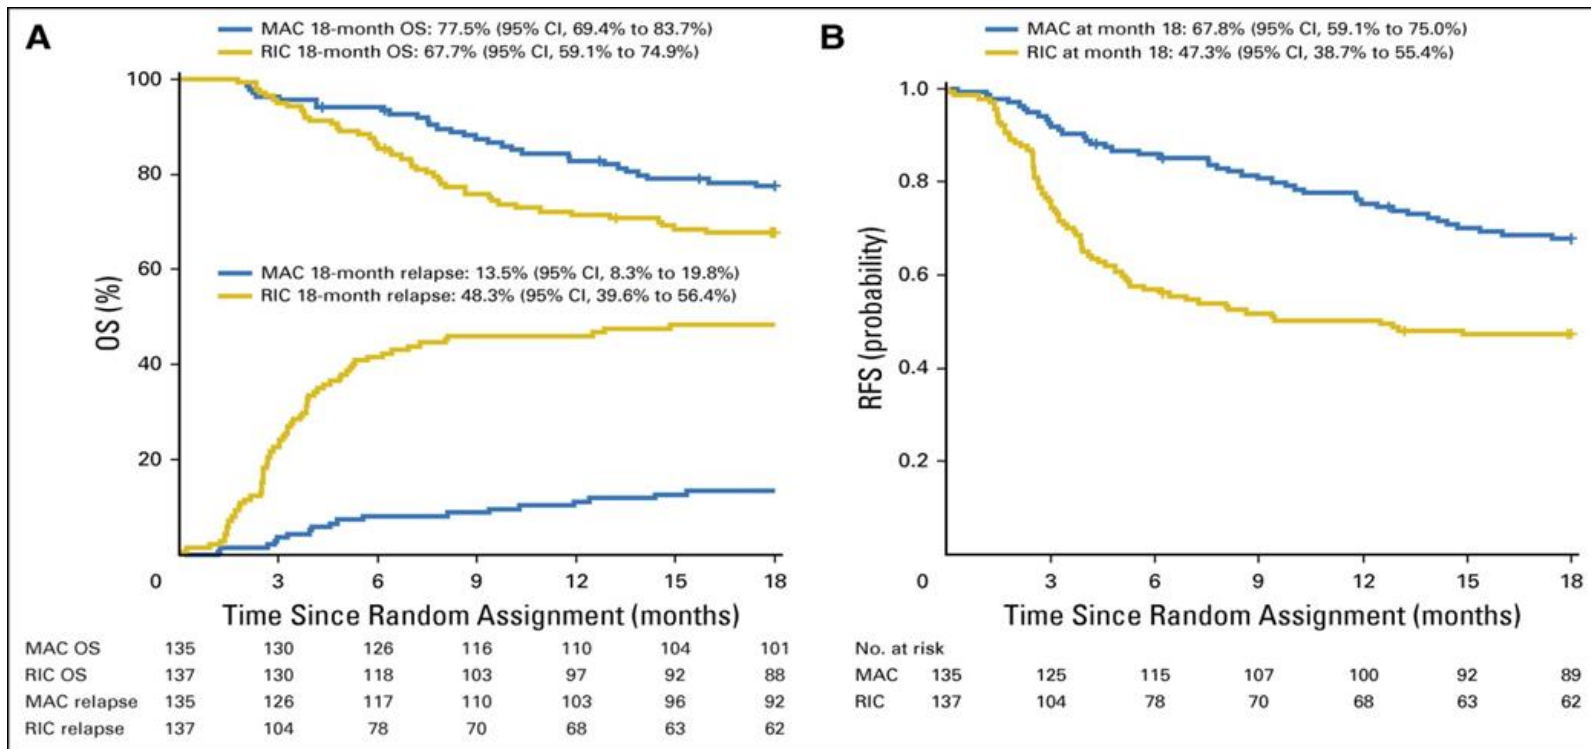 A
MAC 18-month OS: 77.5% (95% CI, 69.4% to 83.7%)
RIC 18-month OS: 67.7% (95% CI, 59.1% to 74.9%)
100
80
60
40
20
0
3
6
9
12
15
18
OS (%)
MAC 18-month relapse: 13.5% (95% CI, 8.3% to 19.8%)
RIC 18-month relapse: 48.3% (95% CI, 39.6% to 56.4%)
Time Since Random Assignment (months)
MAC OS 135 130 126 116 110 104 101
RIC OS 137 130 118 103 97 92 88
MAC relapse 135 126 117 110 103 96 92
RIC relapse 137 104 78 70 68 63 62
B
MAC at month 18: 67.8% (95% CI, 59.1% to 75.0%)
RIC at month 18: 47.3% (95% CI, 38.7% to 55.4%)
1.0
0.8
0.6
0.4
0.2
0
3
6
9
12
15
18
RFS (probability)
Time Since Random Assignment (months)
No. at risk
MAC 135 125 115 107 100 92 89
RIC 137 104 78 70 68 63 62